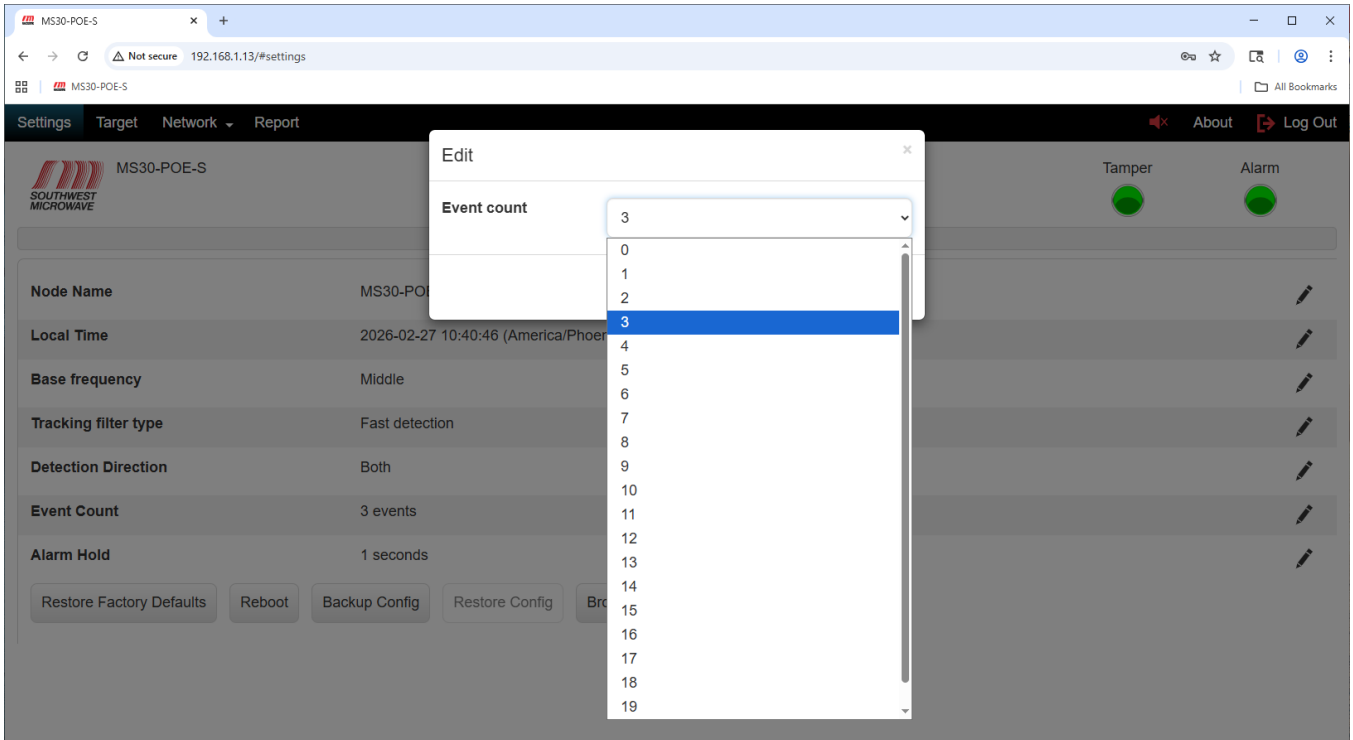 MS30-POE-S
Not secure 192.168.1.13/#settings
MS30-POE-S
All Bookmarks
Settings Target Network Report About Log Out
Edit
MS30-POE-S
Tamper Alarm
SOUTHWEST
MICROWAVE
Event count 3
0
1
2
3
4
5
6
7
8
9
10
11
12
13
14
15
16
17
18
19
Node Name MS30-POE
Local Time 2026-02-27 10:40:46 (America/Phoen
Base frequency Middle
Tracking filter type Fast detection
Detection Direction Both
Event Count 3 events
Alarm Hold 1 seconds
Restore Factory Defaults Reboot Backup Config Restore Config